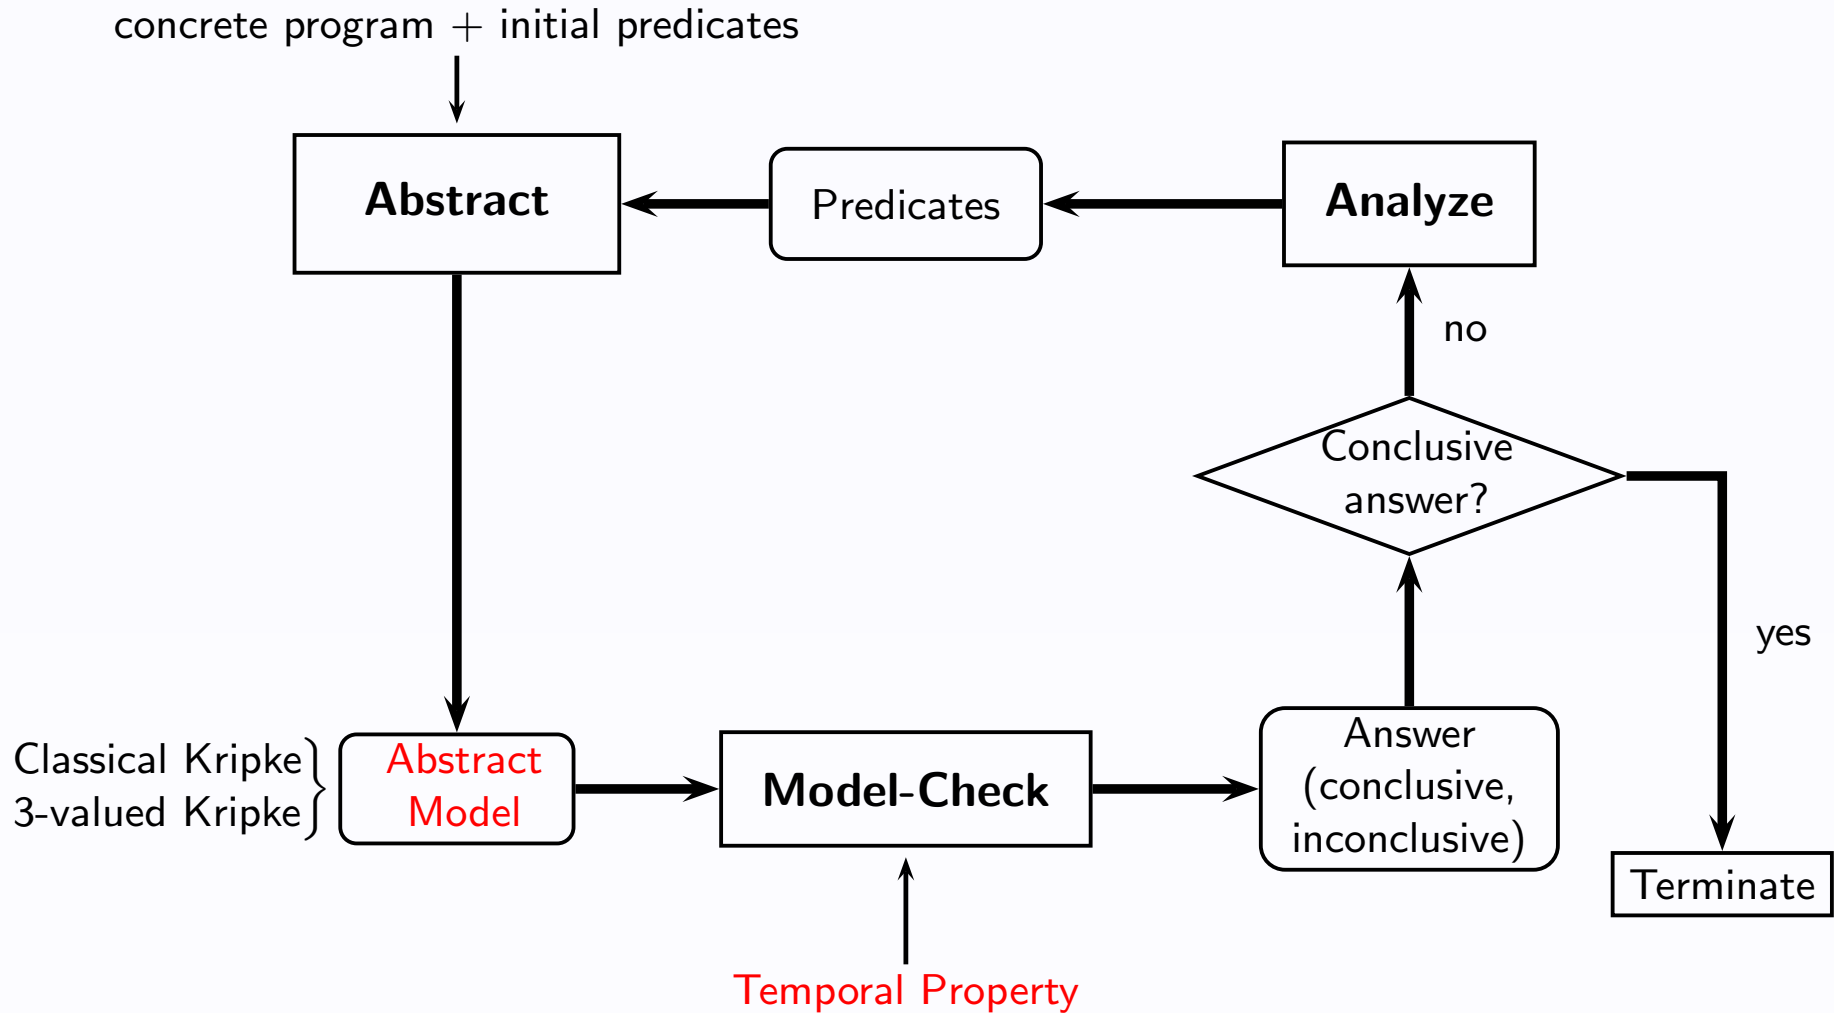 concrete program + initial predicates
Abstract
Predicates
Analyze
no
Conclusive
answer?
yes
Classical Kripke
3-valued Kripke
Abstract
Model
Model-Check
Answer
(conclusive,
inconclusive)
Terminate
Temporal Property